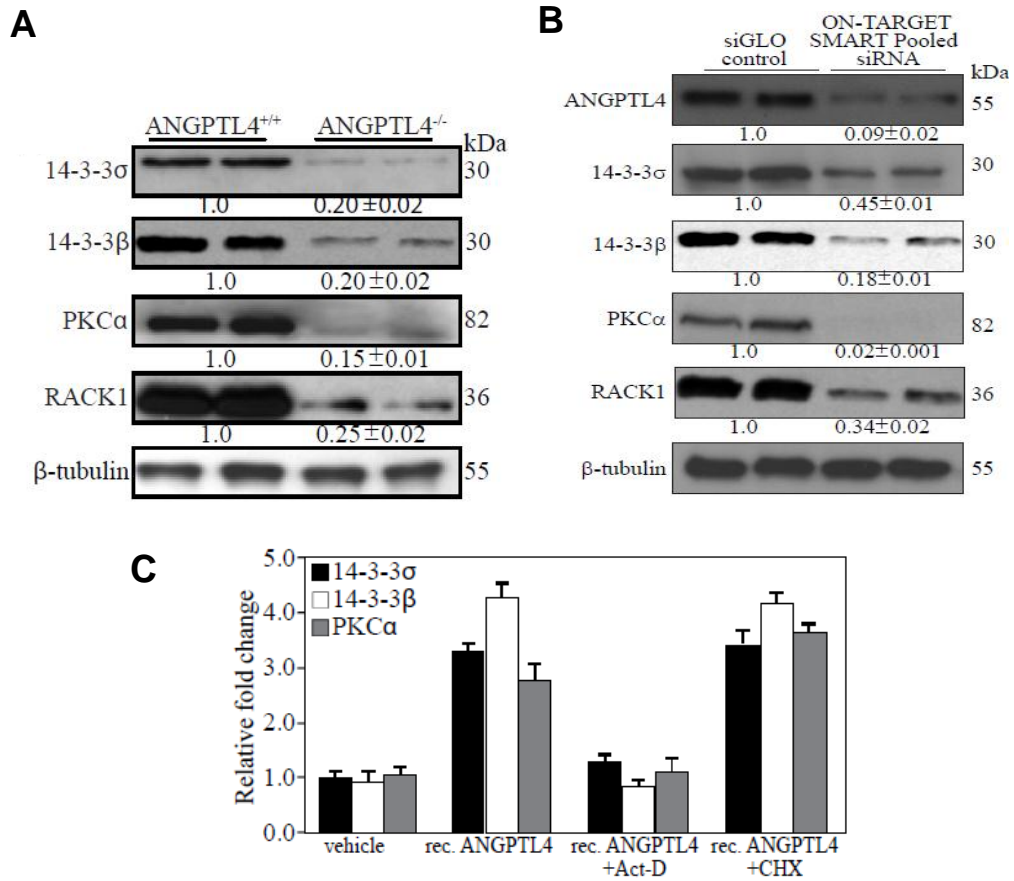 A
ANGPTL4+/+ ANGPTL4-/-
kDa
14-3-3σ 30
1.0 0.20±0.02
14-3-3β 30
1.0 0.20±0.02
PKCα 82
1.0 0.15±0.01
RACK1 36
1.0 0.25±0.02
β-tubulin 55
B
siGLO control
ON-TARGET
SMART Pooled
siRNA
kDa
ANGPTL4 55
1.0 0.09±0.02
14-3-3σ 30
1.0 0.45±0.01
14-3-3β 30
1.0 0.18±0.01
PKCα 82
1.0 0.02±0.001
RACK1 36
1.0 0.34±0.02
β-tubulin 55
C
Relative fold change
5.0
4.0
3.0
2.0
1.0
0.0
14-3-3σ
14-3-3β
PKCα
vehicle
rec. ANGPTL4
rec. ANGPTL4
+Act-D
rec. ANGPTL4
+CHX